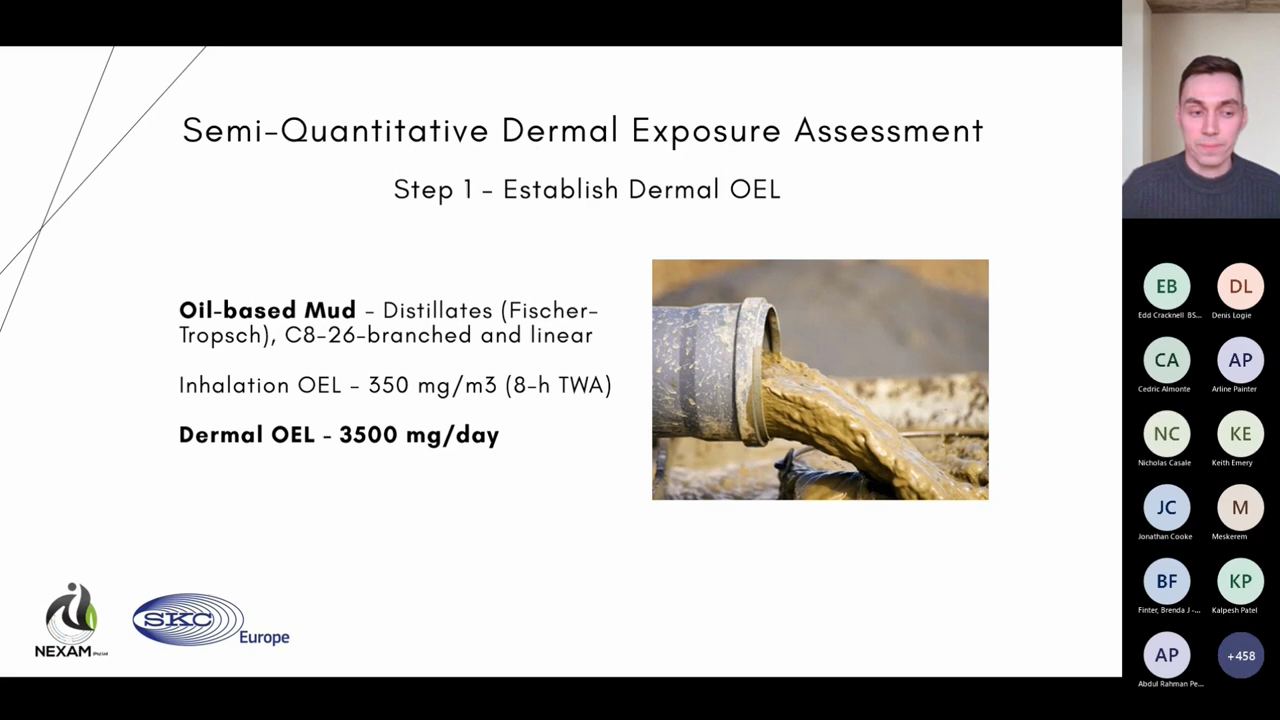 Semi-Quantitative Dermal Exposure Assessment
Step 1 - Establish Dermal OEL
Oil-based Mud - Distillates (Fischer-
Tropsch), C8-26-branched and linear
Inhalation OEL - 350 mg/m3 (8-h TWA)
Dermal OEL - 3500 mg/day
NEXAM (Pty) Ltd
SKC
Europe
EB
DL
Edd Cracknell BS...
Denis Logie
CA
AP
Cedric Almonte
Arline Painter
NC
KE
Nicholas Casale
Keith Emery
JC
M
Jonathan Cooke
Meskerem
BF
KP
Finter, Brenda J -...
Kalpesh Patel
AP
+458
Abdul Rahman Pe...